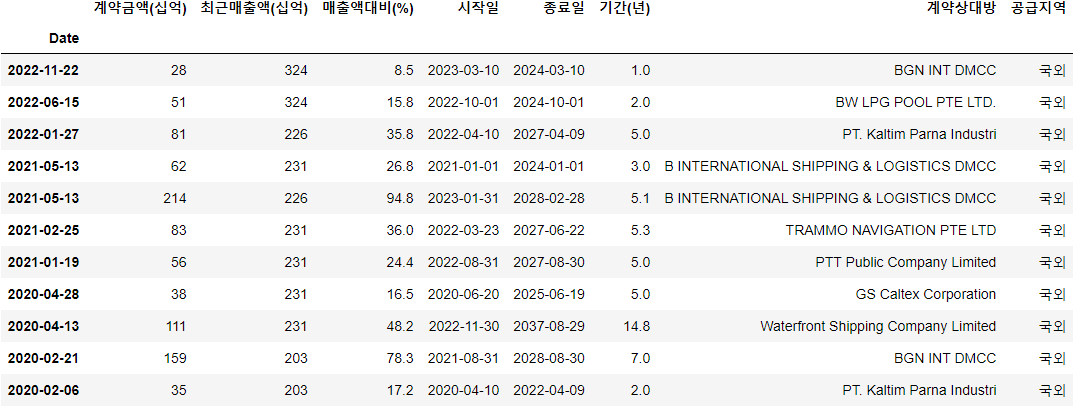 계약금액(십억) 최근매출액(십억) 매출액대비(%) 시작일 종료일 기간(년) 계약상대방 공급지역
Date
2022-11-22 28 324 8.5 2023-03-10 2024-03-10 1.0 BGN INT DMCC 국외
2022-06-15 51 324 15.8 2022-10-01 2024-10-01 2.0 BW LPG POOL PTE LTD. 국외
2022-01-27 81 226 35.8 2022-04-10 2027-04-09 5.0 PT. Kaltim Parna Industri 국외
2021-05-13 62 231 26.8 2021-01-01 2024-01-01 3.0 B INTERNATIONAL SHIPPING & LOGISTICS DMCC 국외
2021-05-13 214 226 94.8 2023-01-31 2028-02-28 5.1 B INTERNATIONAL SHIPPING & LOGISTICS DMCC 국외
2021-02-25 83 231 36.0 2022-03-23 2027-06-22 5.3 TRAMMO NAVIGATION PTE LTD 국외
2021-01-19 56 231 24.4 2022-08-31 2027-08-30 5.0 PTT Public Company Limited 국외
2020-04-28 38 231 16.5 2020-06-20 2025-06-19 5.0 GS Caltex Corporation 국외
2020-04-13 111 231 48.2 2022-11-30 2037-08-29 14.8 Waterfront Shipping Company Limited 국외
2020-02-21 159 203 78.3 2021-08-31 2028-08-30 7.0 BGN INT DMCC 국외
2020-02-06 35 203 17.2 2020-04-10 2022-04-09 2.0 PT. Kaltim Parna Industri 국외